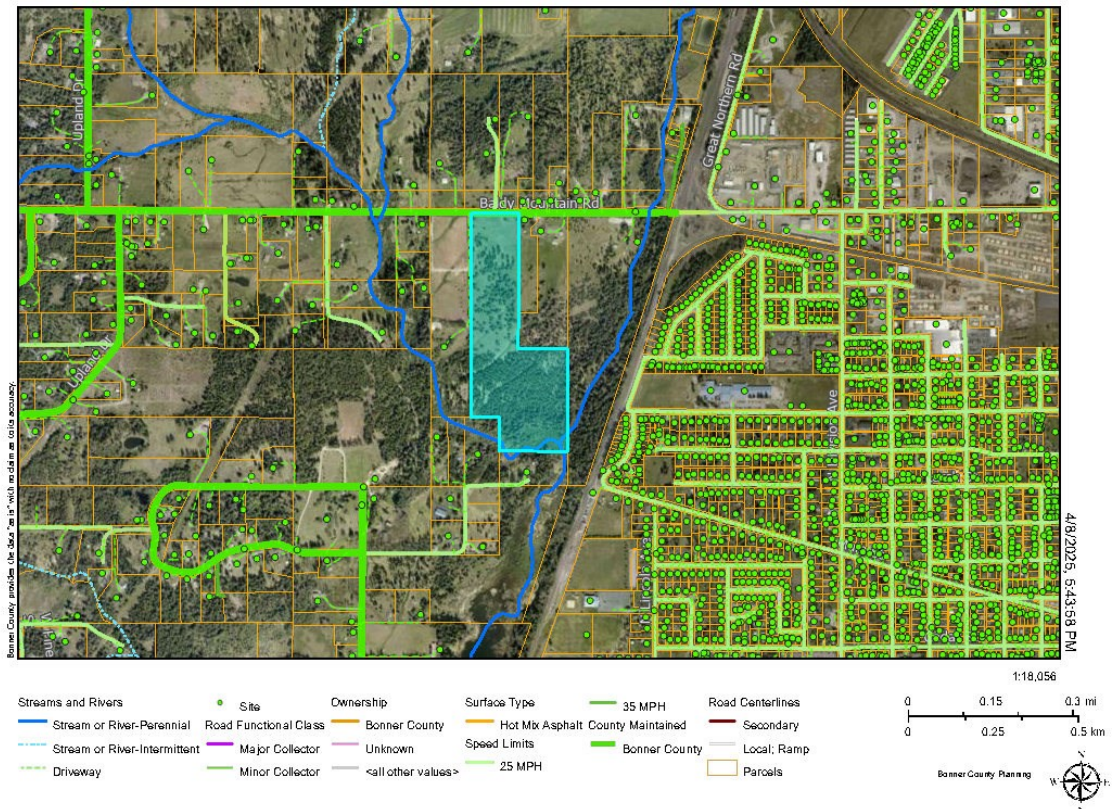 Upland Dr
Great Northern Rd
Baldy Mountain Rd
Upland Dr
Bonner County provides the data "as is" with no claim as to its accuracy.
4/8/2025, 5:43:58 PM
1:18,056
Streams and Rivers
Stream or River-Perennial
Stream or River-Intermittent
Driveway
Site
Road Functional Class
Major Collector
Minor Collector
Ownership
Bonner County
Unknown
<all other values>
Surface Type
Hot Mix Asphalt
Speed Limits
25 MPH
35 MPH
County Maintained
Bonner County
Road Centerlines
Secondary
Local; Ramp
Parcels
0 0.15 0.3 mi
0 0.25 0.5 km
Bonner County Planning
N
W E